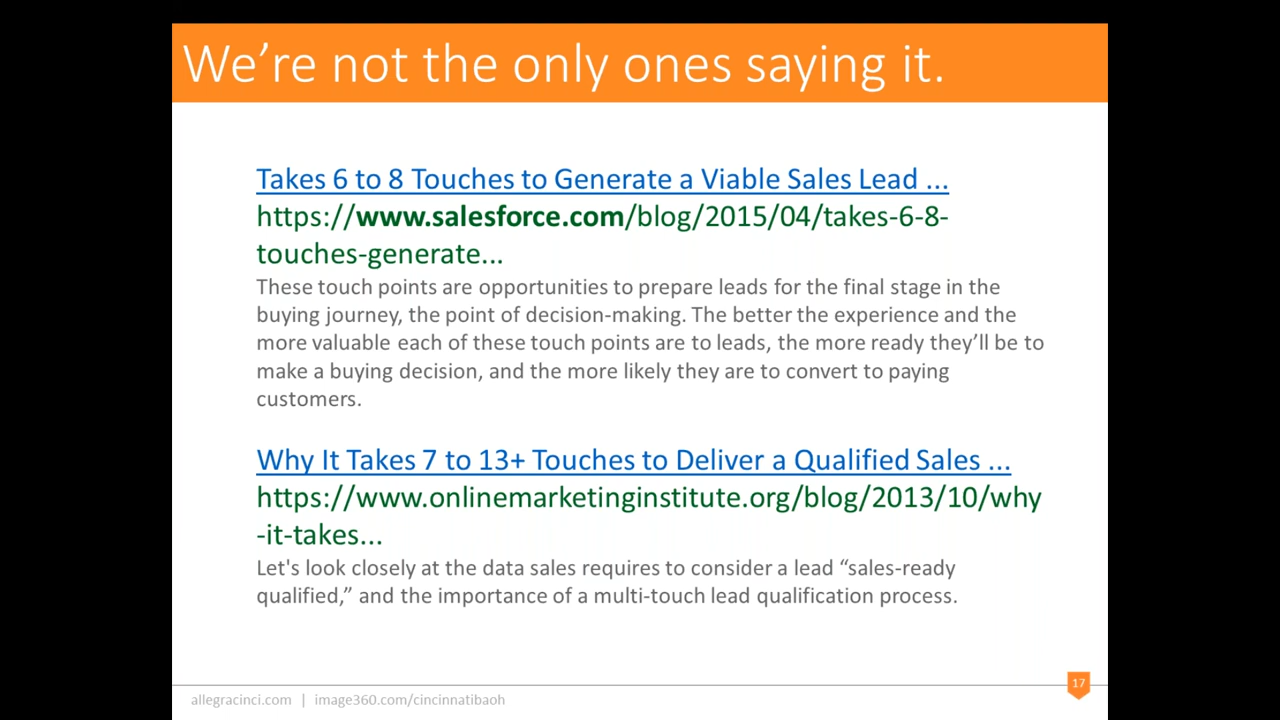 We’re not the only ones saying it.
Takes 6 to 8 Touches to Generate a Viable Sales Lead ...
https://www.salesforce.com/blog/2015/04/takes-6-8-
touches-generate...
These touch points are opportunities to prepare leads for the final stage in the
buying journey, the point of decision-making. The better the experience and the
more valuable each of these touch points are to leads, the more ready they’ll be to
make a buying decision, and the more likely they are to convert to paying
customers.
Why It Takes 7 to 13+ Touches to Deliver a Qualified Sales ...
https://www.onlinemarketinginstitute.org/blog/2013/10/why
-it-takes...
Let's look closely at the data sales requires to consider a lead “sales-ready
qualified,” and the importance of a multi-touch lead qualification process.
17
allegracinci.com | image360.com/cincinnatibaoh